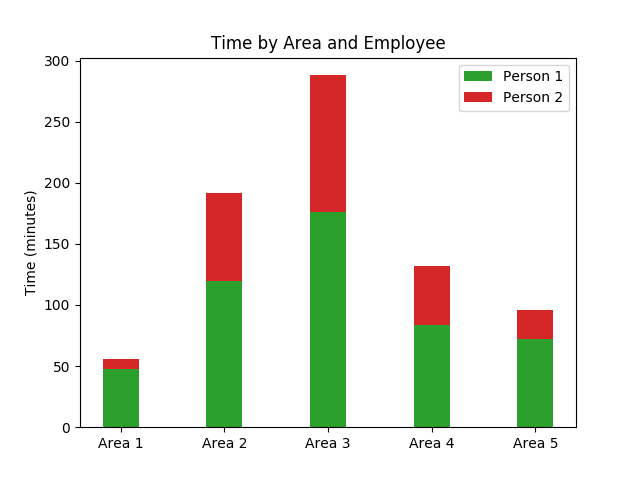 Time by Area and Employee
Person 1
Person 2
Time (minutes)
300
250
200
150
100
50
0
Area 1
Area 2
Area 3
Area 4
Area 5